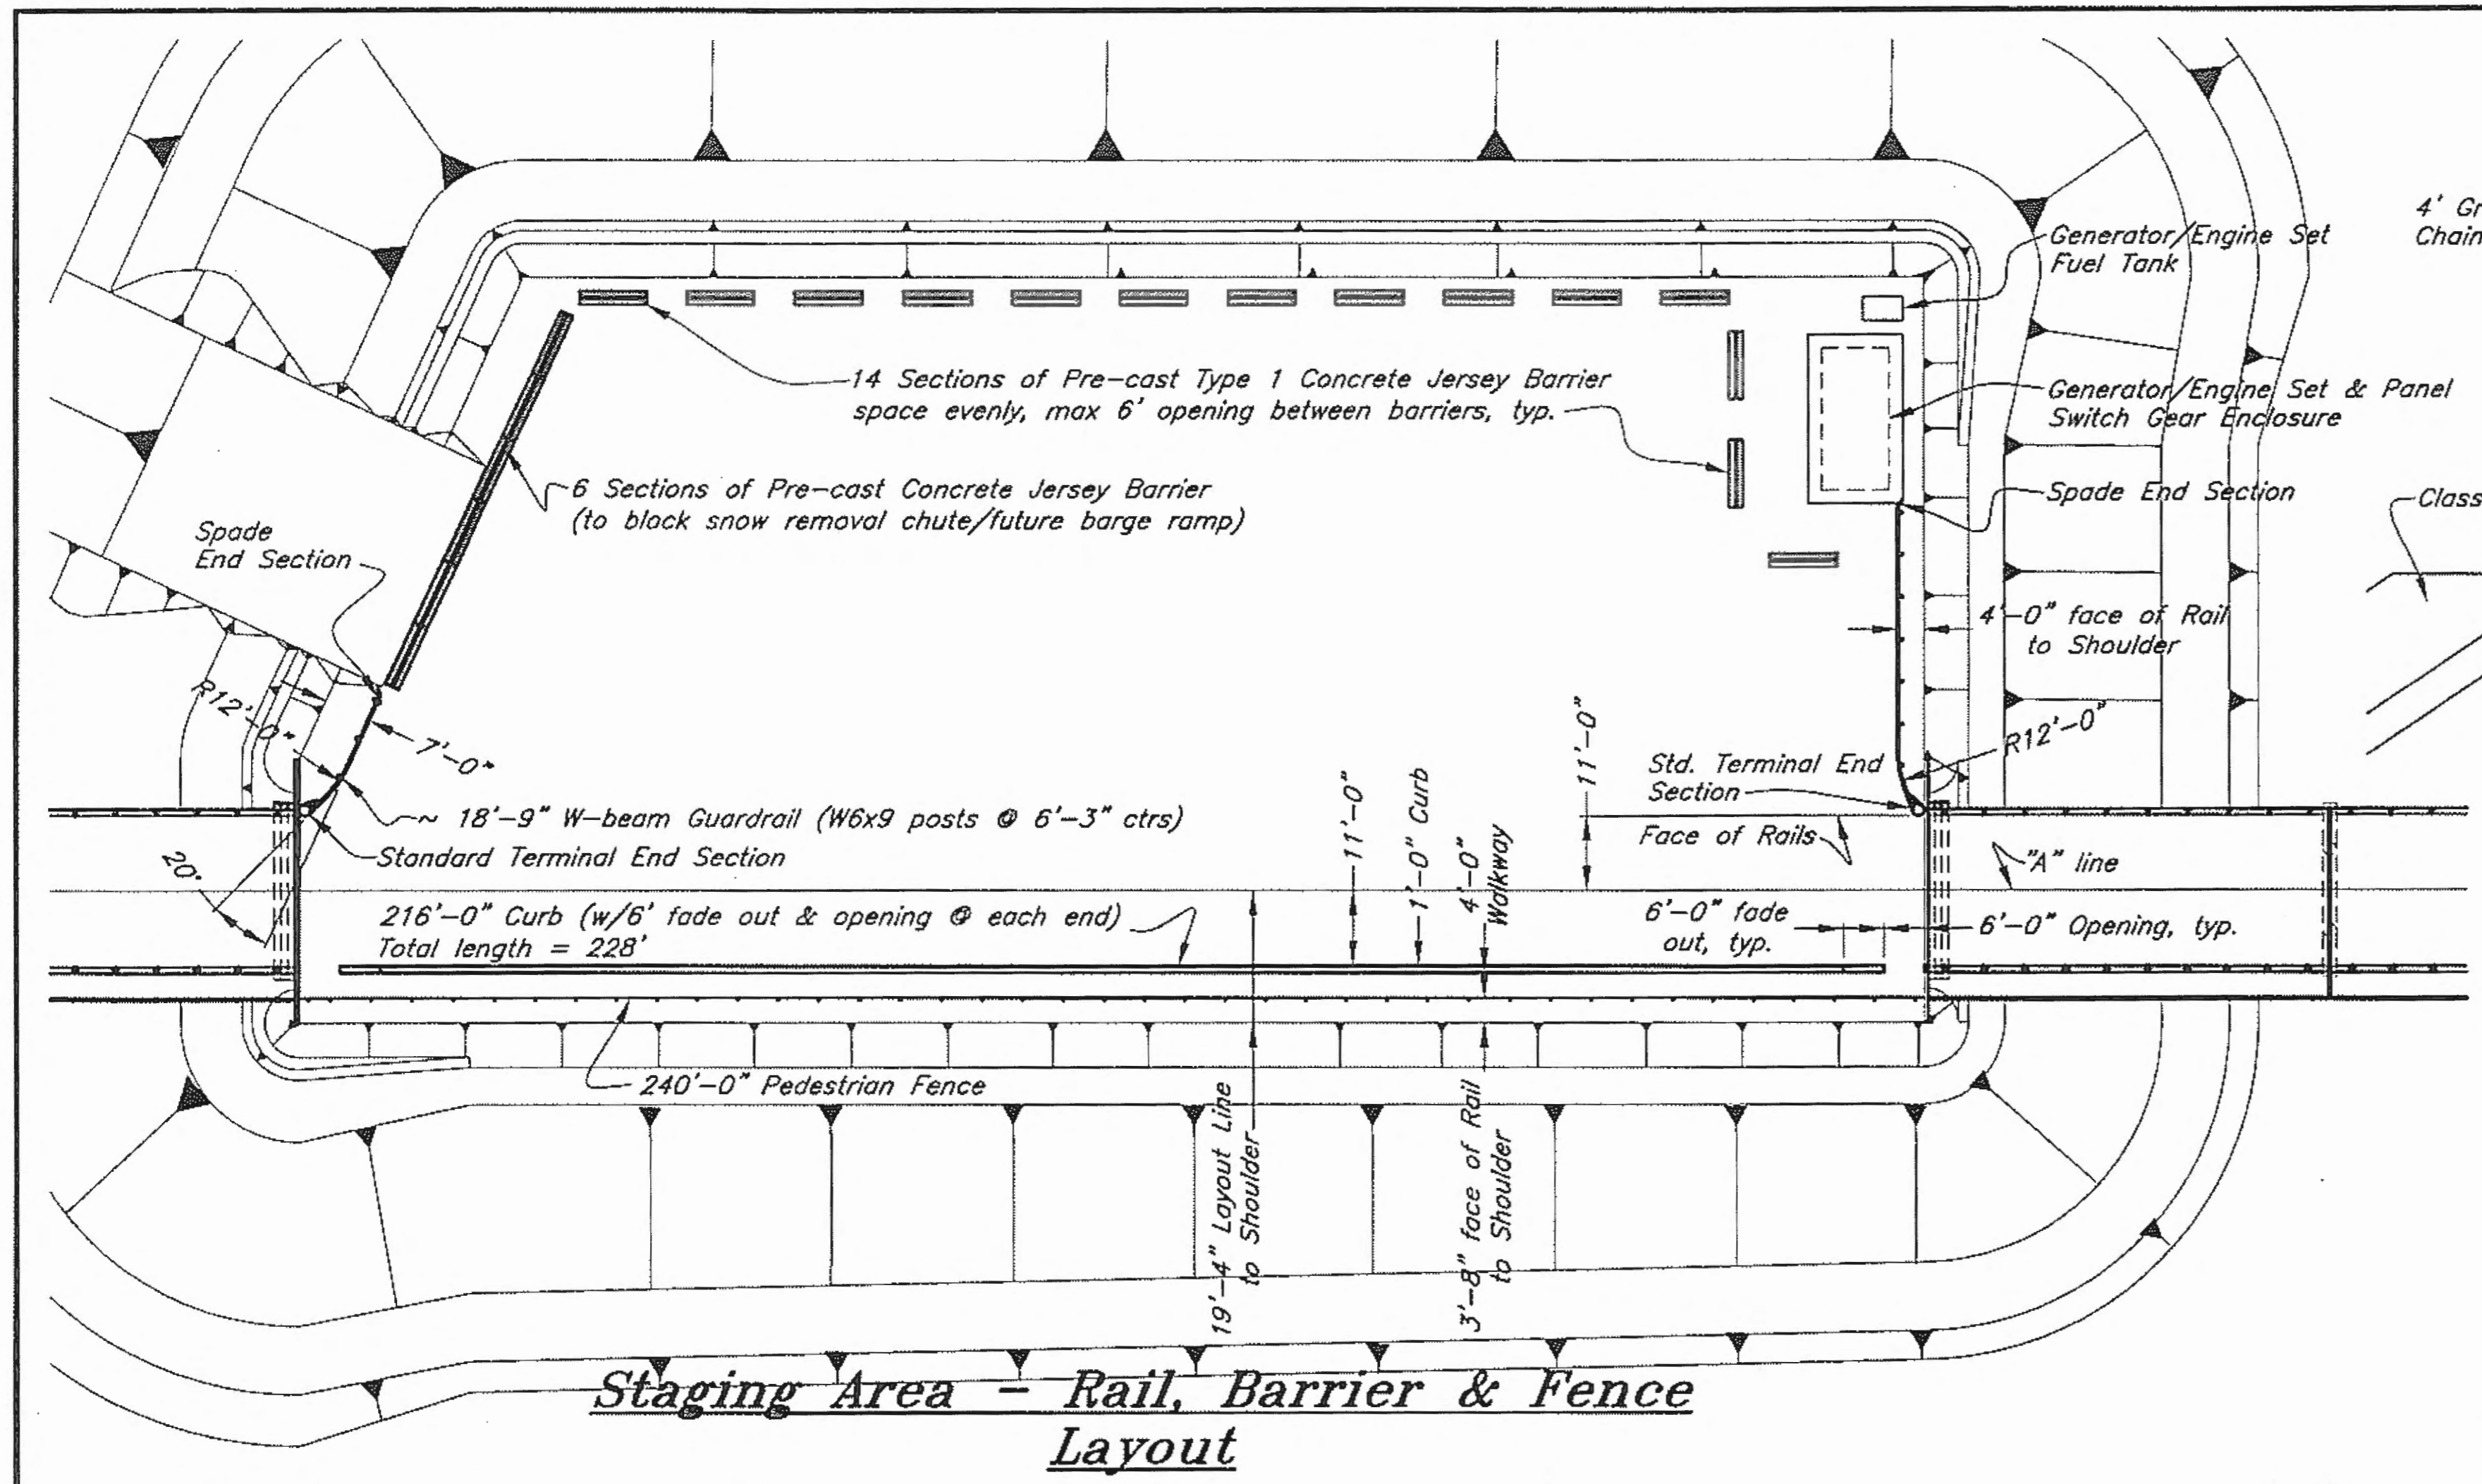 4' Gr
Chain
Generator/Engine Set
Fuel Tank
14 Sections of Pre-cast Type 1 Concrete Jersey Barrier
space evenly, max 6' opening between barriers, typ.
Generator/Engine Set & Panel
Switch Gear Enclosure
6 Sections of Pre-cast Concrete Jersey Barrier
(to block snow removal chute/future barge ramp)
Spade End Section
Class
Spade
End Section
4'-0" face of Rail
to Shoulder
R12'-0"
7'-0"
11'-0"
R12'-0"
Std. Terminal End
Section
~ 18'-9" W-beam Guardrail (W6x9 posts @ 6'-3" ctrs)
Standard Terminal End Section
20°
11'-0"
1'-0" Curb
4'-0"
Walkway
Face of Rails
"A" line
216'-0" Curb (w/6' fade out & opening @ each end)
Total length = 228'
6'-0" fade
out, typ.
6'-0" Opening, typ.
240'-0" Pedestrian Fence
19'-4" Layout Line
to Shoulder
3'-8" face of Rail
to Shoulder
Staging Area - Rail, Barrier & Fence
Layout